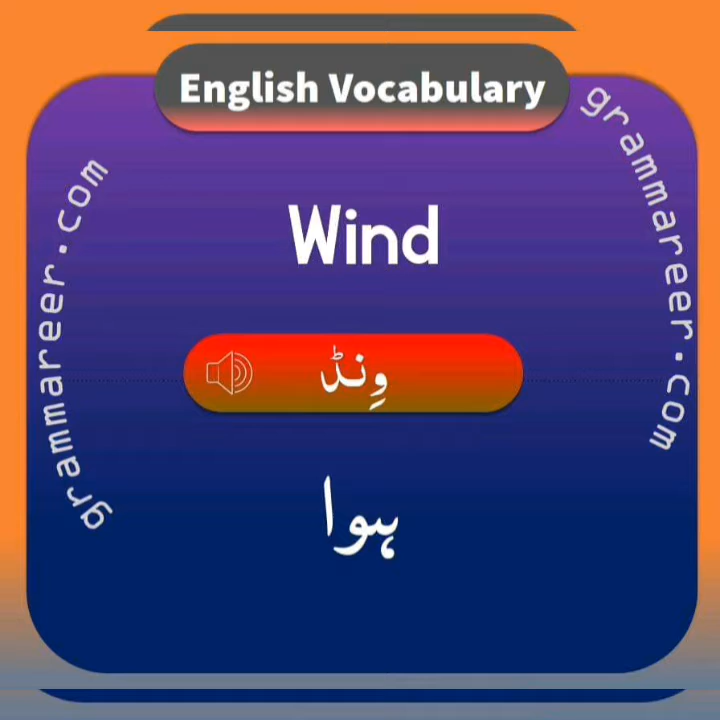 English Vocabulary
grammareer.com
grammareer.com
Wind
وِنڈ
ہوا